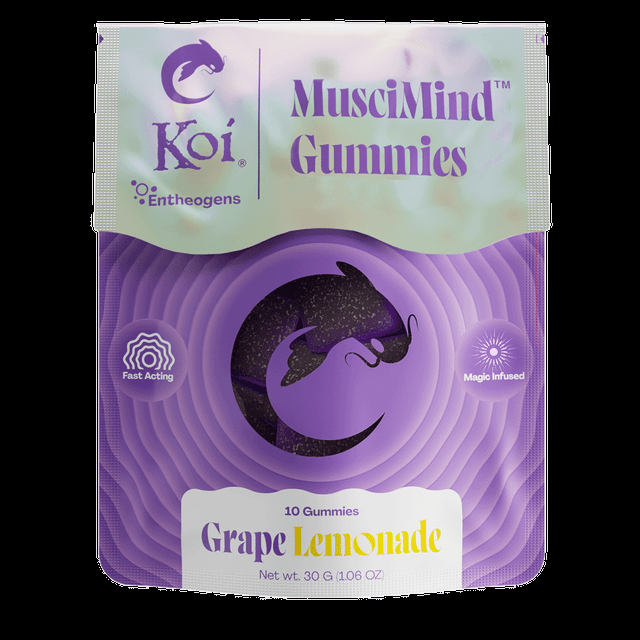 Koi®
Entheogens
MusciMind™
Gummies
Fast Acting
Magic Infused
10 Gummies
Grape Lemonade
Net wt. 30 G (1.06 OZ)